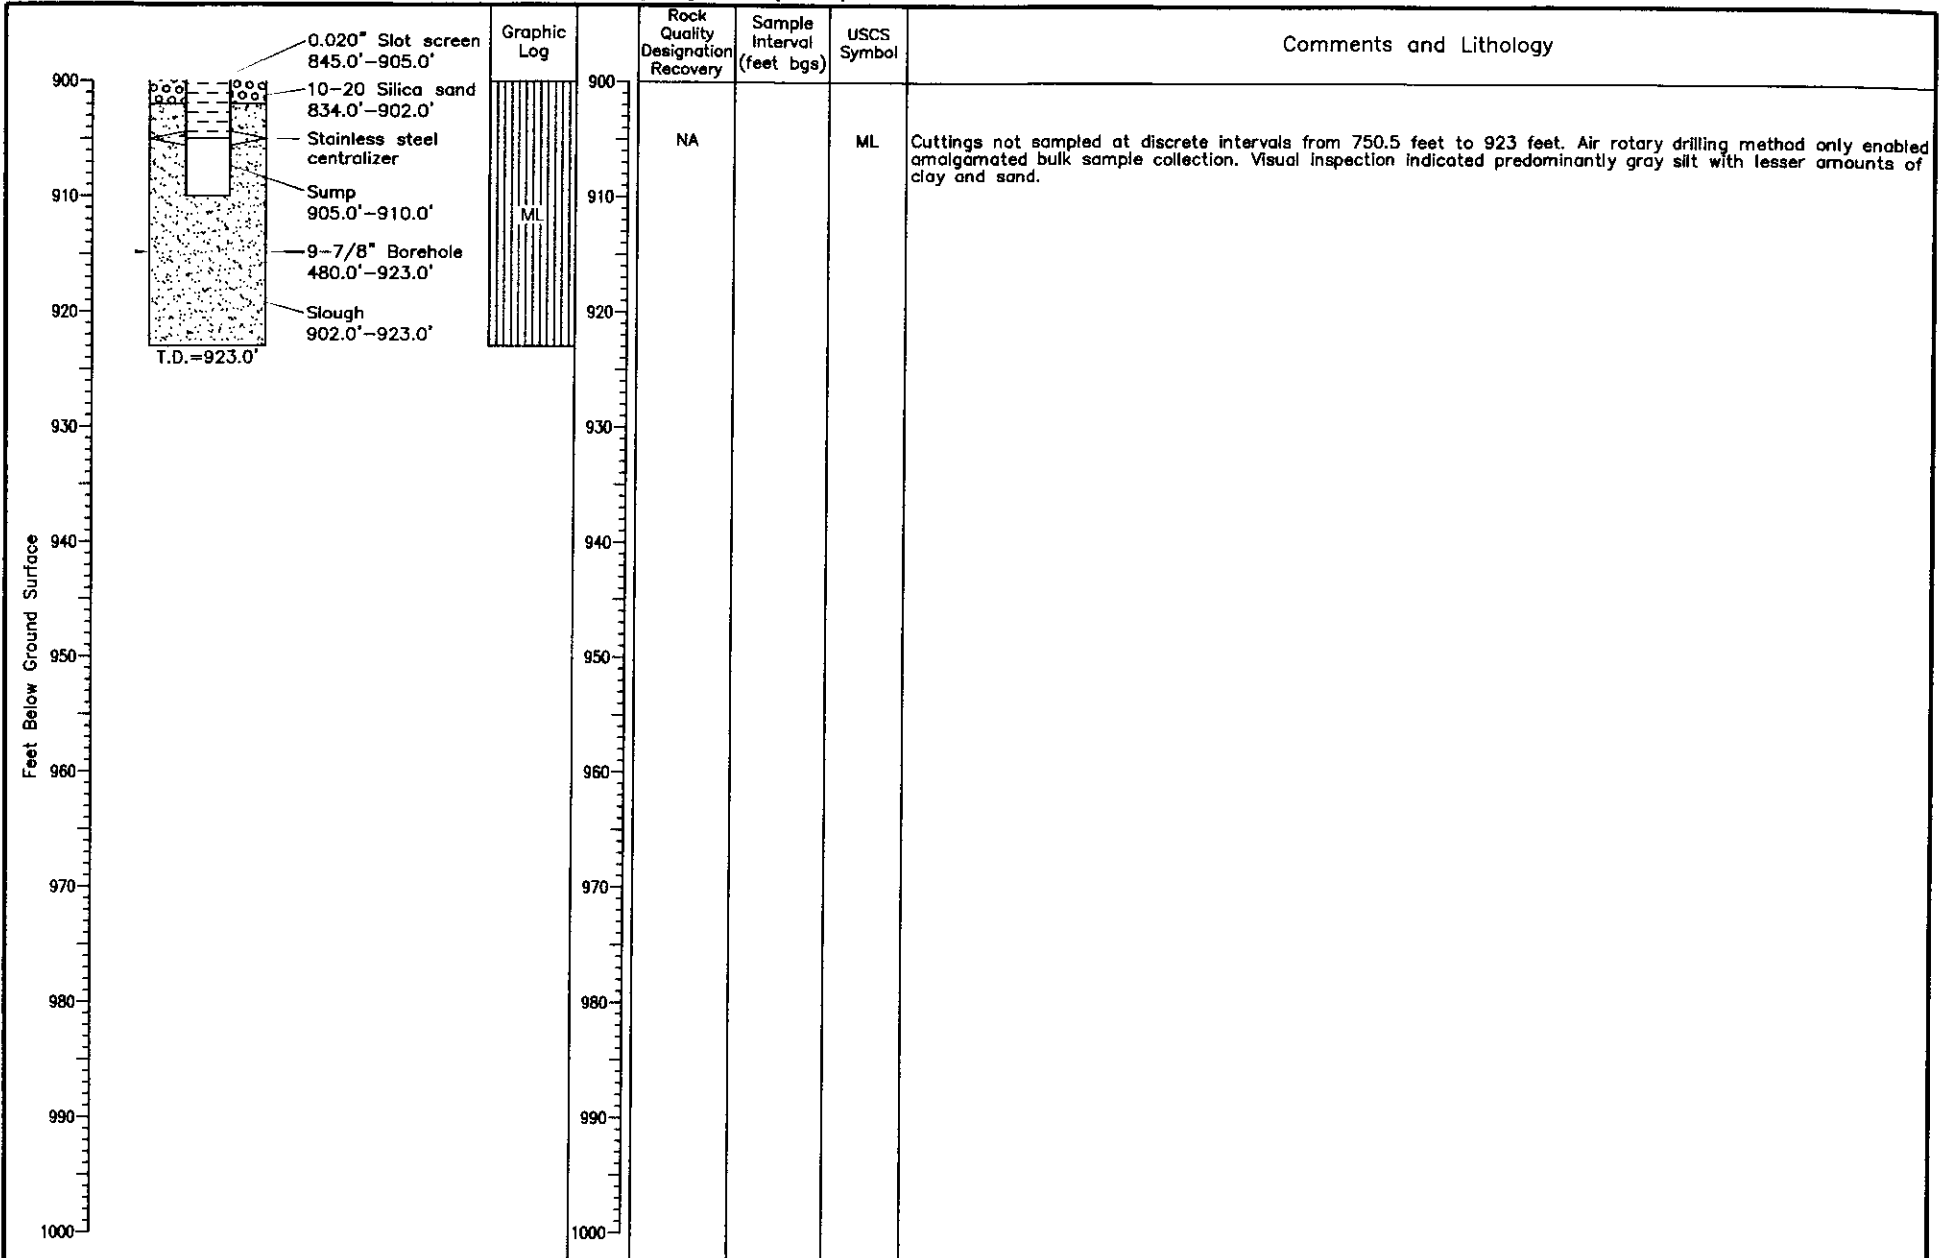 Graphic
Log
Rock
Quality
Designation
Recovery
Sample
Interval
(feet bgs)
USCS
Symbol
Comments and Lithology
0.020" Slot screen
845.0'-905.0'
10-20 Silica sand
834.0'-902.0'
Stainless steel
centralizer
Sump
905.0'-910.0'
9-7/8" Borehole
480.0'-923.0'
Slough
902.0'-923.0'
T.D.=923.0'
Feet Below Ground Surface
900
910
920
930
940
950
960
970
980
990
1000
ML
900
910
920
930
940
950
960
970
980
990
1000
NA
ML
Cuttings not sampled at discrete intervals from 750.5 feet to 923 feet. Air rotary drilling method only enabled
amalgamated bulk sample collection. Visual inspection indicated predominantly gray silt with lesser amounts of
clay and sand.